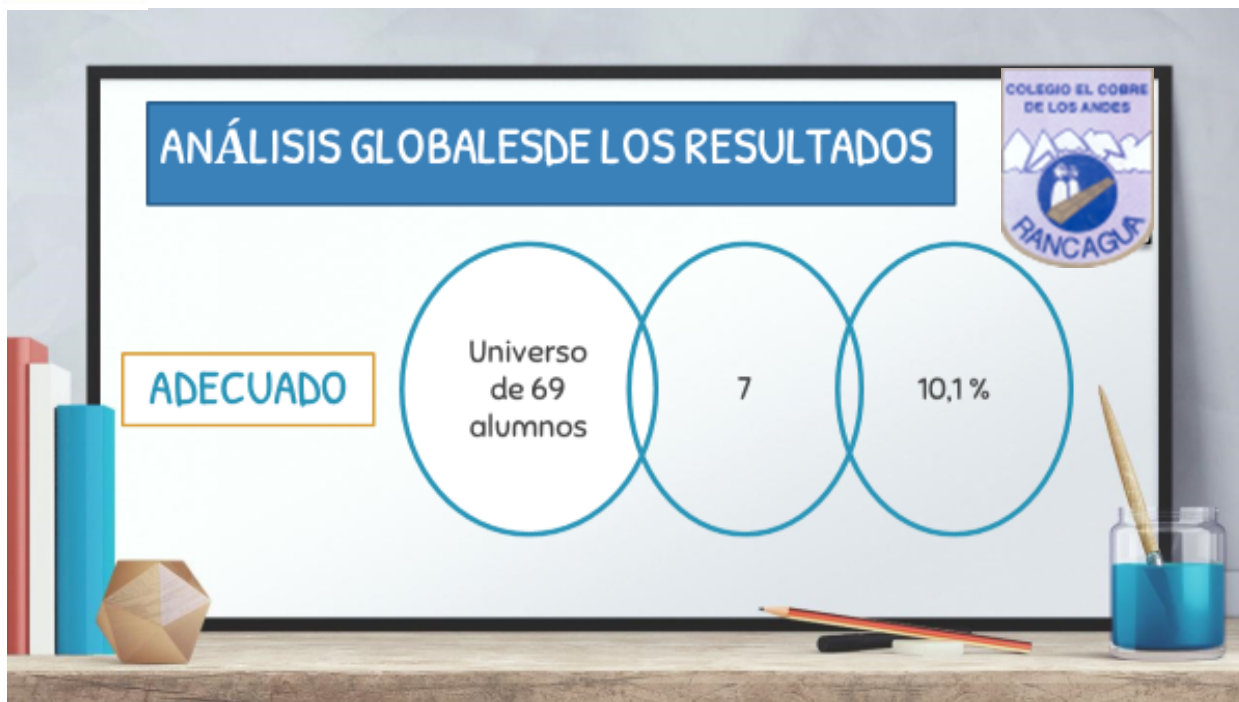 ANÁLISIS GLOBALESDE LOS RESULTADOS
COLEGIO EL COBRE
DE LOS ANDES
RANCAGUA
ADECUADO
Universo
de 69
alumnos
7
10,1 %